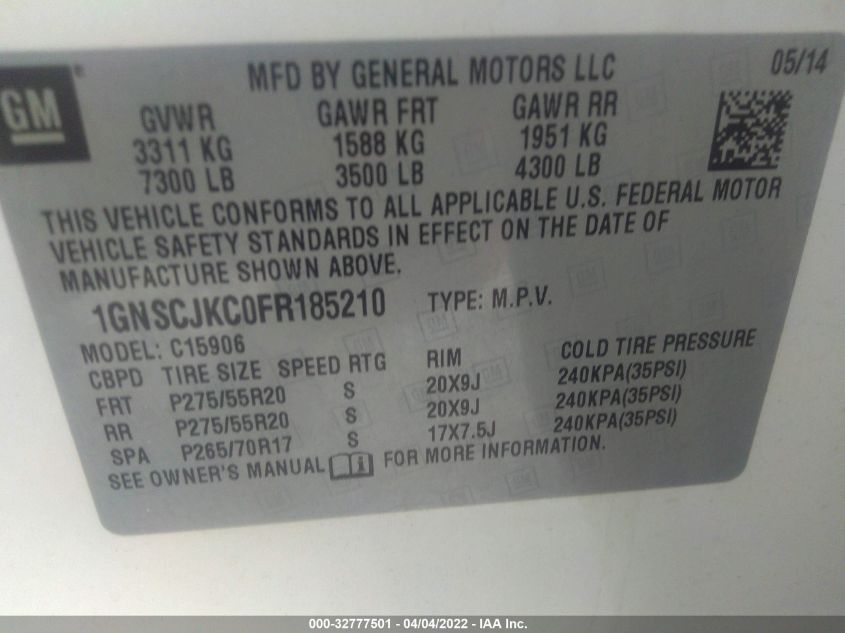 GM®
MFD BY GENERAL MOTORS LLC 05/14
GVWR GAWR FRT GAWR RR
3311 KG 1588 KG 1951 KG
7300 LB 3500 LB 4300 LB
THIS VEHICLE CONFORMS TO ALL APPLICABLE U.S. FEDERAL MOTOR
VEHICLE SAFETY STANDARDS IN EFFECT ON THE DATE OF
MANUFACTURE SHOWN ABOVE.
1GNSCJKC0FR185210 TYPE: M.P.V.
MODEL: C15906
CBPD TIRE SIZE SPEED RTG RIM COLD TIRE PRESSURE
FRT P275/55R20 S 20X9J 240KPA(35PSI)
RR P275/55R20 S 20X9J 240KPA(35PSI)
SPA P265/70R17 S 17X7.5J 240KPA(35PSI)
SEE OWNER'S MANUAL i FOR MORE INFORMATION.
000-32777501 - 04/04/2022 - IAA Inc.